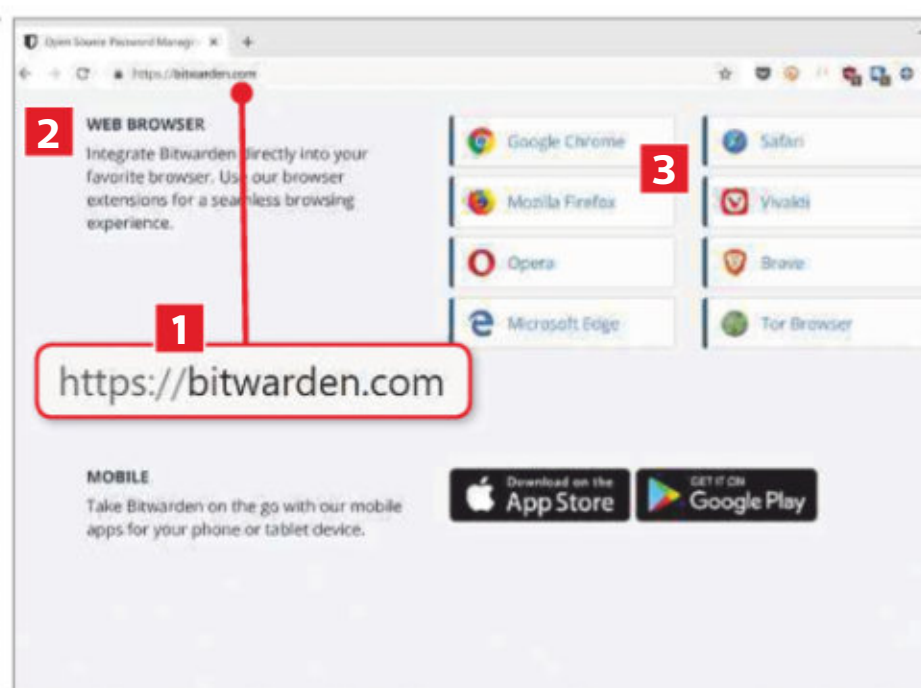 Open Source Password Manag
https://bitwarden.com
2
WEB BROWSER
Integrate Bitwarden directly into your
favorite browser. Use our browser
extensions for a seamless browsing
experience.
Google Chrome
3
Safari
Mozilla Firefox
Vivaldi
Opera
Brave
Microsoft Edge
Tor Browser
1
https://bitwarden.com
MOBILE
Take Bitwarden on the go with our mobile
apps for your phone or tablet device.
Download on the
App Store
GET IT ON
Google Play